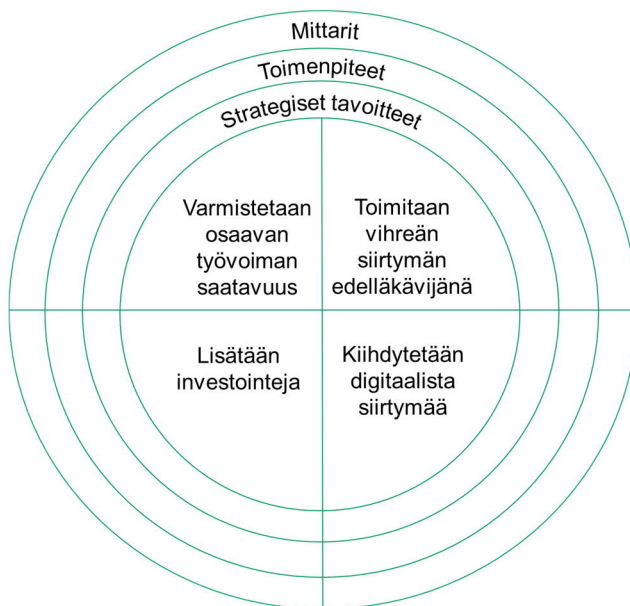 Mittarit
Toimenpiteet
Strategiset tavoitteet
Varmistetaan
osaavan
työvoiman
saatavuus
Toimitaan
vihreän
siirtymän
edelläkävijänä
Lisätään
investointeja
Kiihdytetään
digitaalista
siirtymää